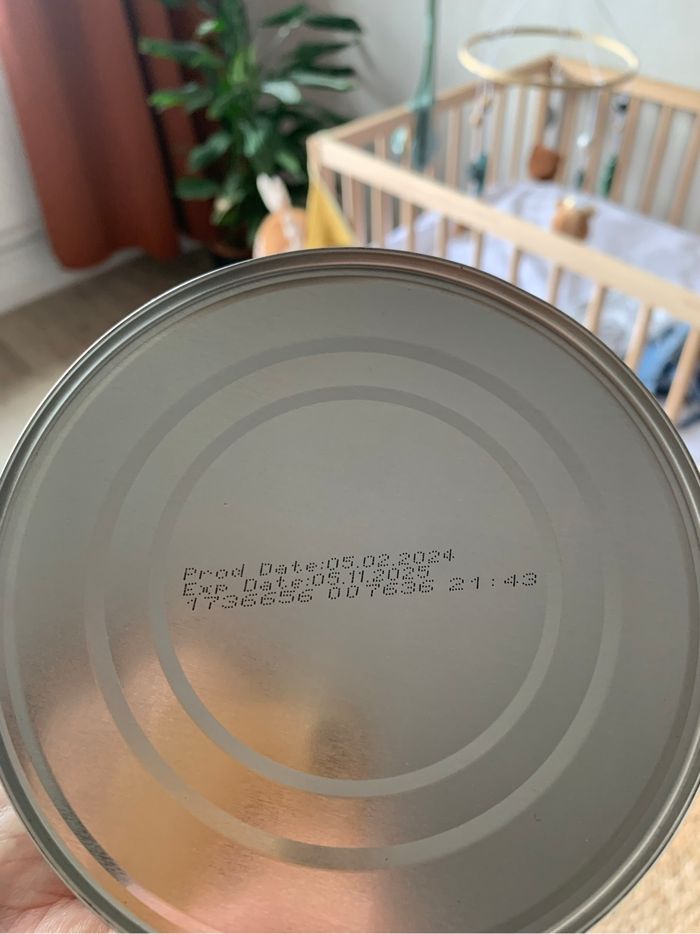 Prod Date:05.02.2024
Exp Date:05.11.2025
1736656 007636 21:43